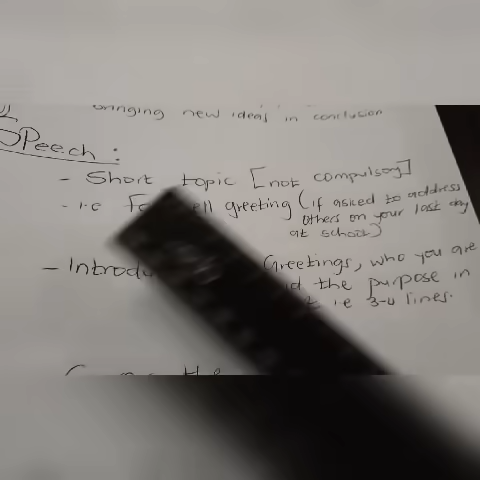 bringing new ideas in conclusion
Speech:
- Short topic [not compulsory]
- i.e greeting (if asked to address
others on your last day
at school)
- Greetings, who you are
the purpose in
i.e 3-4 lines.